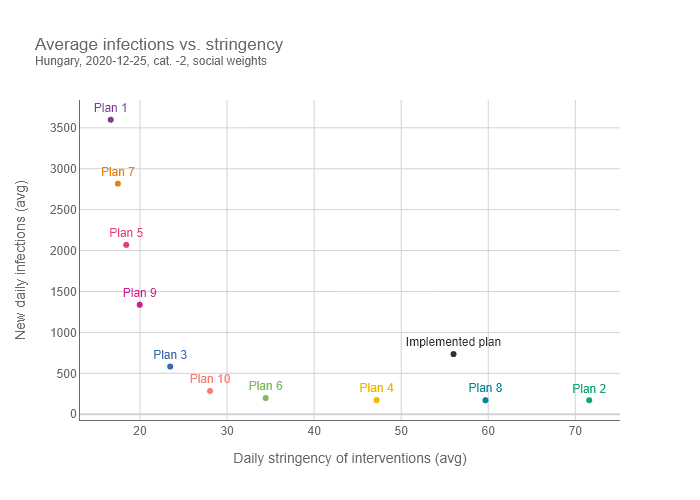 Average infections vs. stringency
Hungary, 2020-12-25, cat. -2, social weights
New daily infections (avg)
3500
3000
2500
2000
1500
1000
500
0
Plan 1
Plan 7
Plan 5
Plan 9
Implemented plan
Plan 3
Plan 10
Plan 6
Plan 4
Plan 8
Plan 2
20
30
40
50
60
70
Daily stringency of interventions (avg)